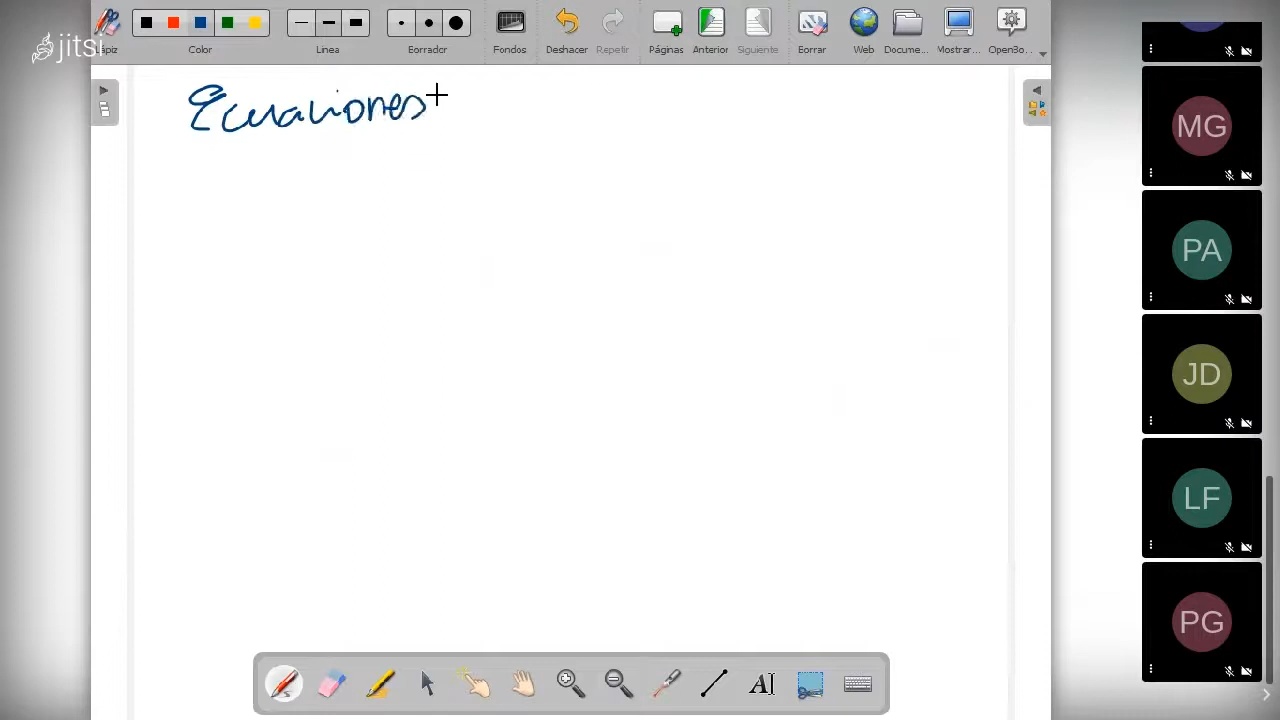 jitsi
Lápiz Color Linea Borrador Fondos Deshacer Repetir Páginas Anterior Siguiente Borrar Web Docume... Mostrar... OpenBo...
Ecuaciones
MG
PA
JD
LF
PG